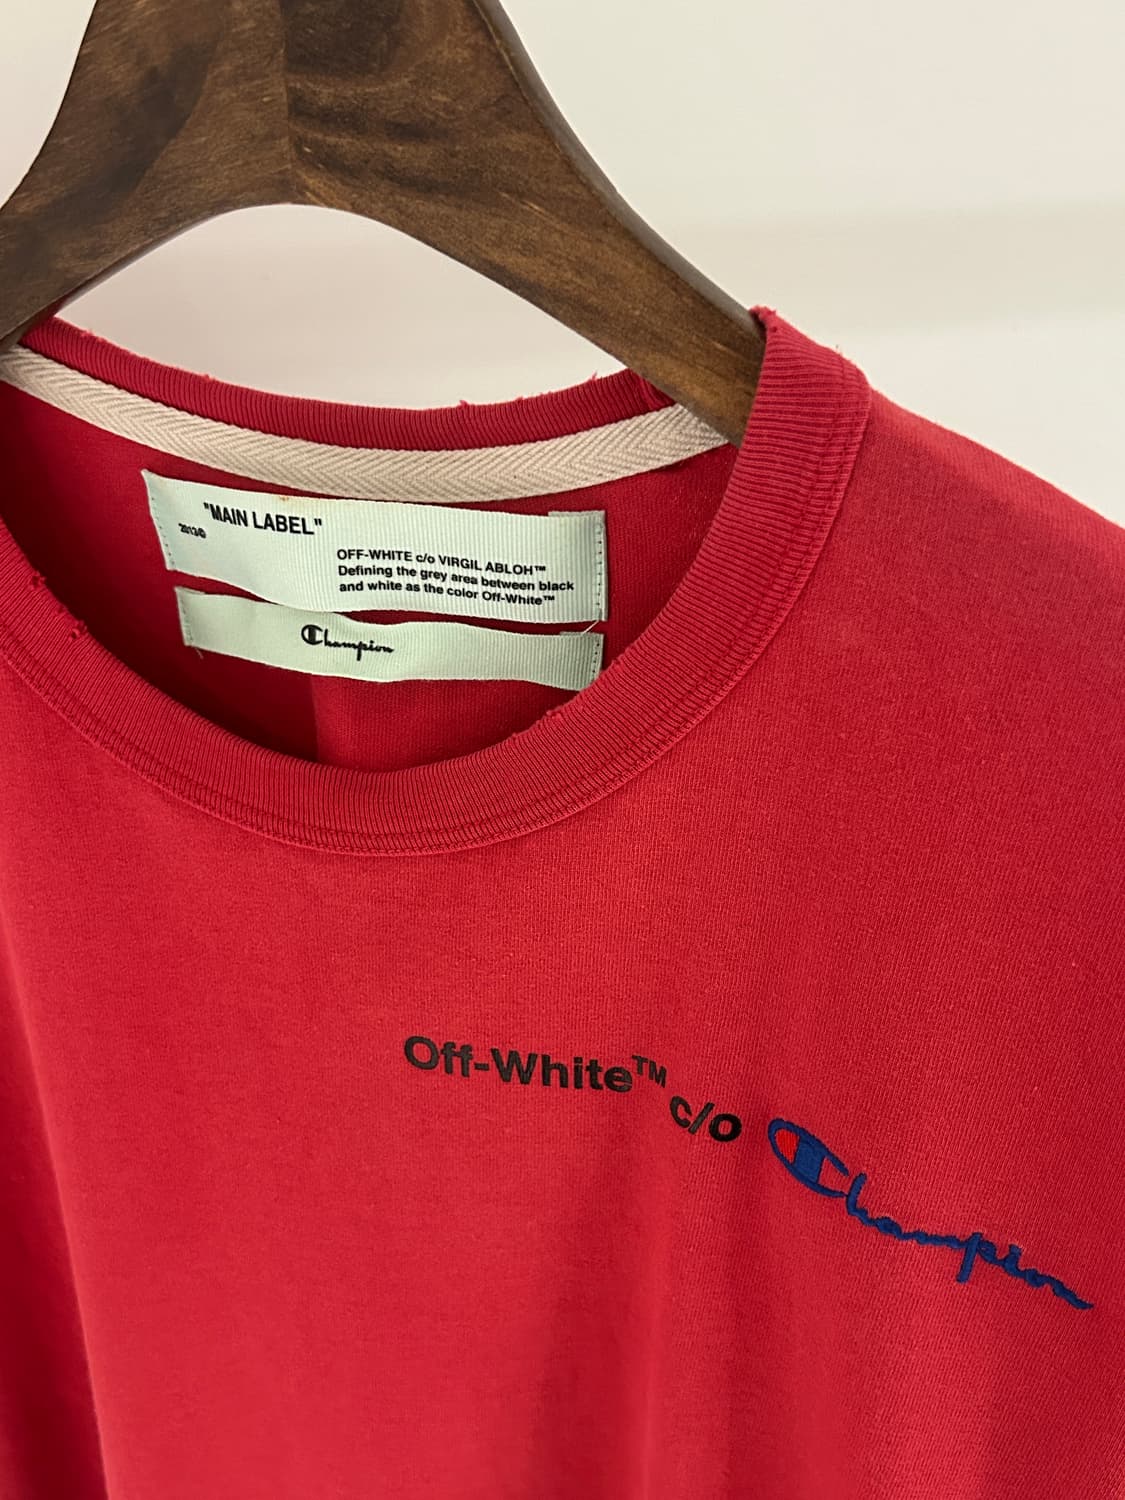 "MAIN LABEL"
2013©
OFF-WHITE c/o VIRGIL ABLOH™
Defining the grey area between black
and white as the color Off-White™
Champion
Off-White™
c/o
Champion